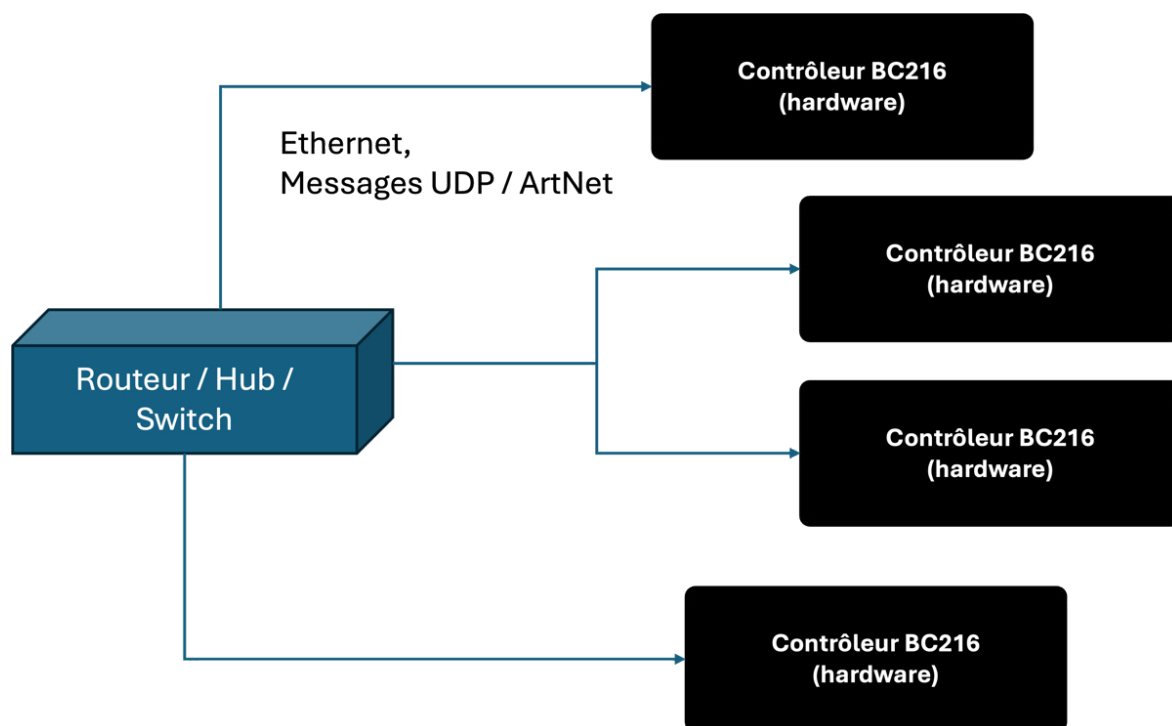 Contrôleur BC216
(hardware)
Ethernet,
Messages UDP / ArtNet
Contrôleur BC216
(hardware)
Routeur / Hub /
Switch
Contrôleur BC216
(hardware)
Contrôleur BC216
(hardware)